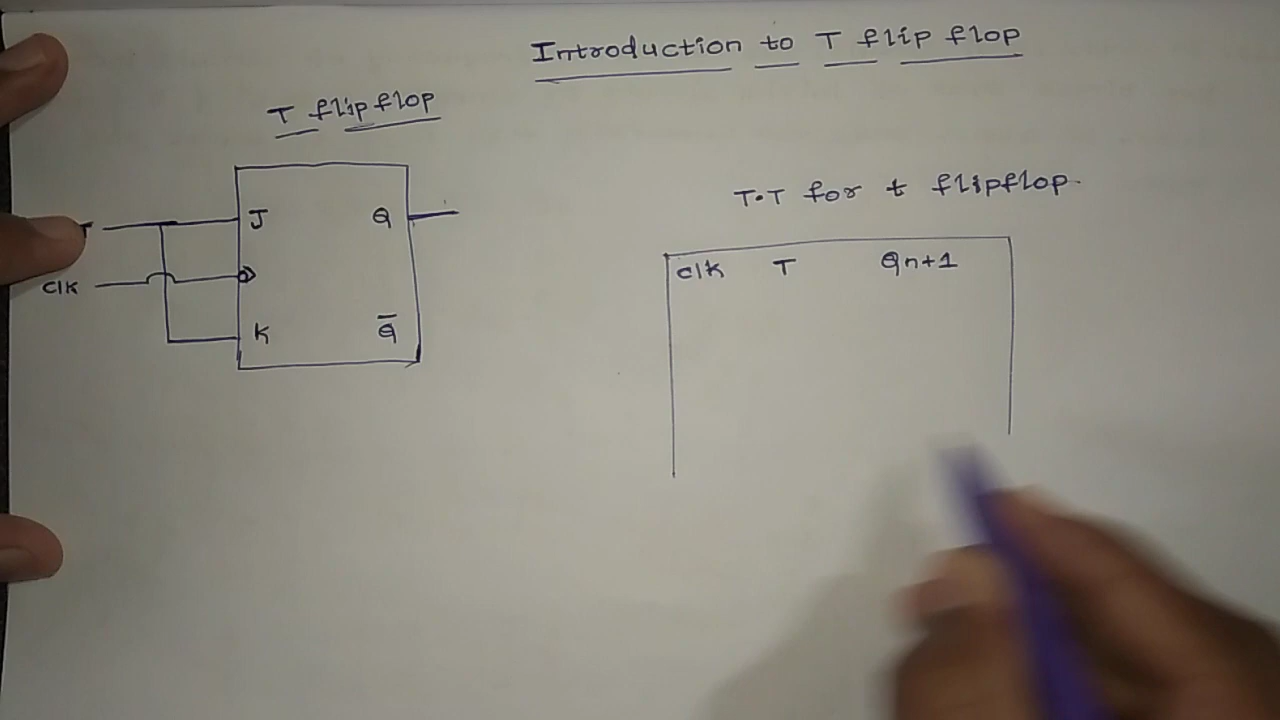 Introduction to T flip flop
T flip flop
J Q
T
Clk
K Q̅
T.T for t flipflop.
Clk T Qn+1